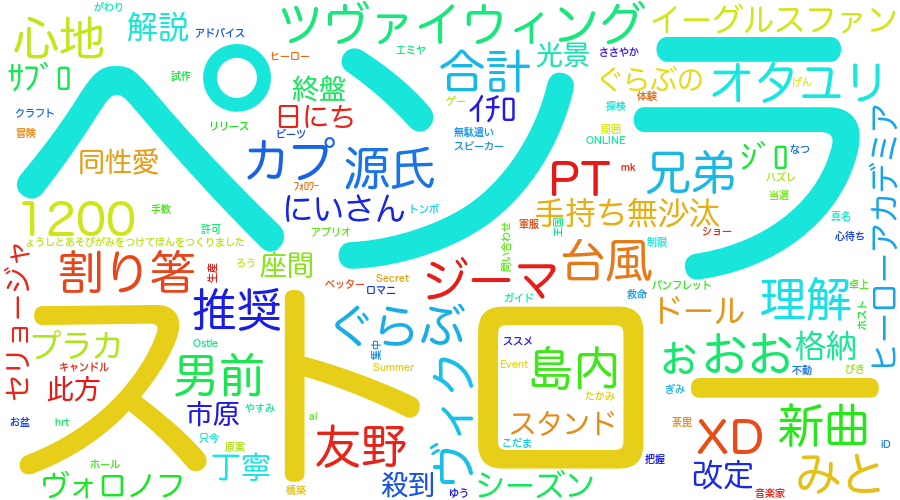 がわり
ツヴァイウィング
イーグルスファン
心地
解説
アドバイス
ヒーロー
エミヤ
ささやか
合計
光景
サブロ
ペンラ
試作
終盤
イチロ
ゲー
ぐらぶの
オタユリ
げん
体験
クラフト
冒険
リリース
日にち
ビーツ
無駄遣い
スピーカー
探検
周囲
ONLINE
同性愛
カプ
源氏
フォロワー
PT
mk
兄弟
ジロ
なつ
ハズレ
当選
ヒーローアカデミア
1200
手数
許可
にいさん
トンボ
アプリオ
問い合わせ
軍服
王国
手持ち無沙汰
ショー
真名
心待ち
ょうしとあそびがみをつけてほんをつくりました
セリョージャ
割り箸
生産
ろう
座間
ベッター
ロマニ
Secret
ジーマ
ガイド
台風
制限
救命
パンフレット
ドール
理解
卓上
ホスト
ストロー
推奨
ぐらぶ
集中
Ostle
プラカ
キャンドル
此方
男前
Summer
ヴィク
ススメ
Event
島内
たかみ
ぉおお
格納
不動
びき
ぎみ
お盆
hrt
市原
やすみ
只今
原案
ai
友野
スタンド
こだま
荼毘
XD
新曲
iD
ホール
ヴォロノフ
丁寧
構築
殺到
ゆう
シーズン
把握
改定
音楽家
みと